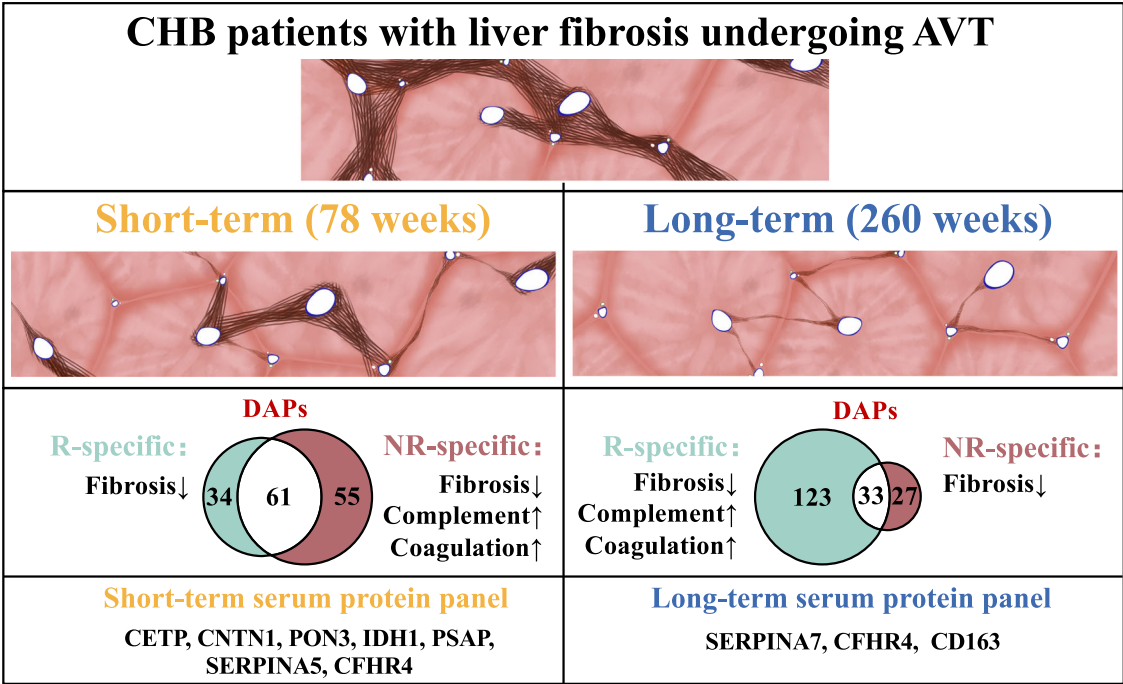 CHB patients with liver fibrosis undergoing AVT
Short-term (78 weeks)
Long-term (260 weeks)
DAPs
R-specific:
Fibrosis↓
34
61
55
NR-specific:
Fibrosis↓
Complement↑
Coagulation↑
DAPs
R-specific:
Fibrosis↓
Complement↑
Coagulation↑
123
33
27
NR-specific:
Fibrosis↓
Short-term serum protein panel
CETP, CNTN1, PON3, IDH1, PSAP,
SERPINA5, CFHR4
Long-term serum protein panel
SERPINA7, CFHR4, CD163